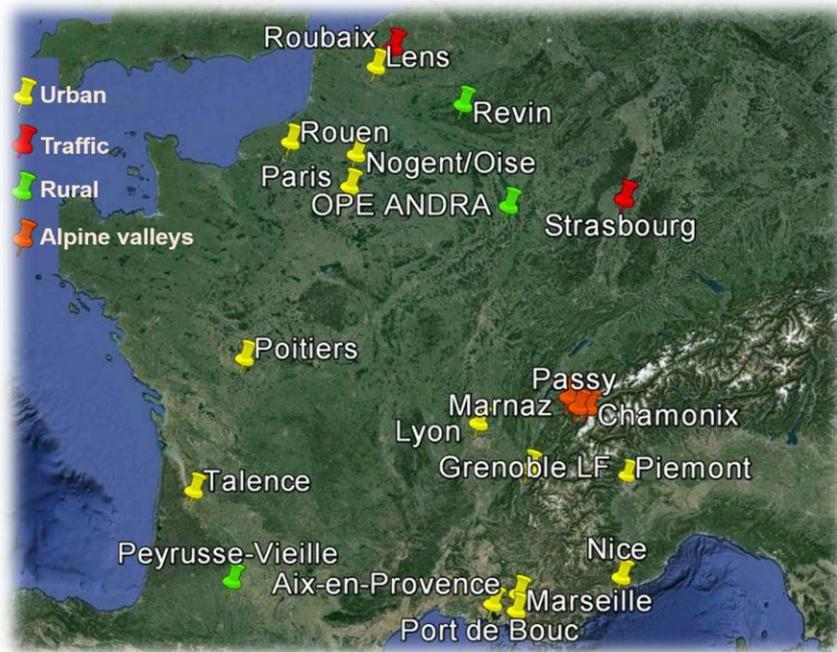 Roubaix
Lens
Urban
Revin
Traffic
Rouen
Nogent/Oise
Paris
Rural
OPE ANDRA
Strasbourg
Alpine valleys
Poitiers
Passy
Marnaz
Chamonix
Lyon
Grenoble LF
Piemont
Talence
Peyrusse-Vieille
Nice
Aix-en-Provence
Marseille
Port de Bouc